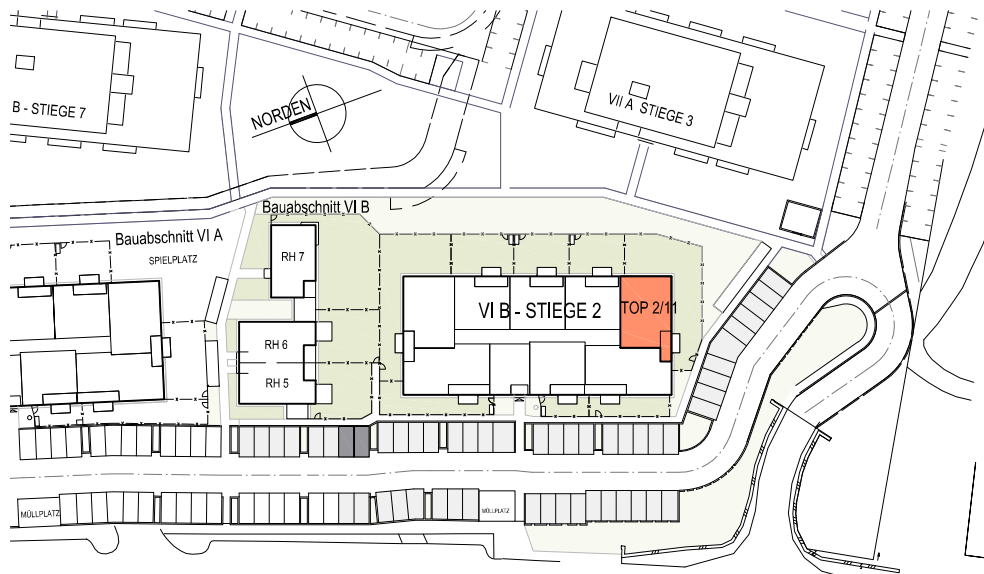 B - STIEGE 7
NORDEN
VII A STIEGE 3
Bauabschnitt VI B
Bauabschnitt VI A
SPIELPLATZ
RH 7
VI B - STIEGE 2
TOP 2/11
RH 6
RH 5
MÜLLPLATZ
MÜLLPLATZ